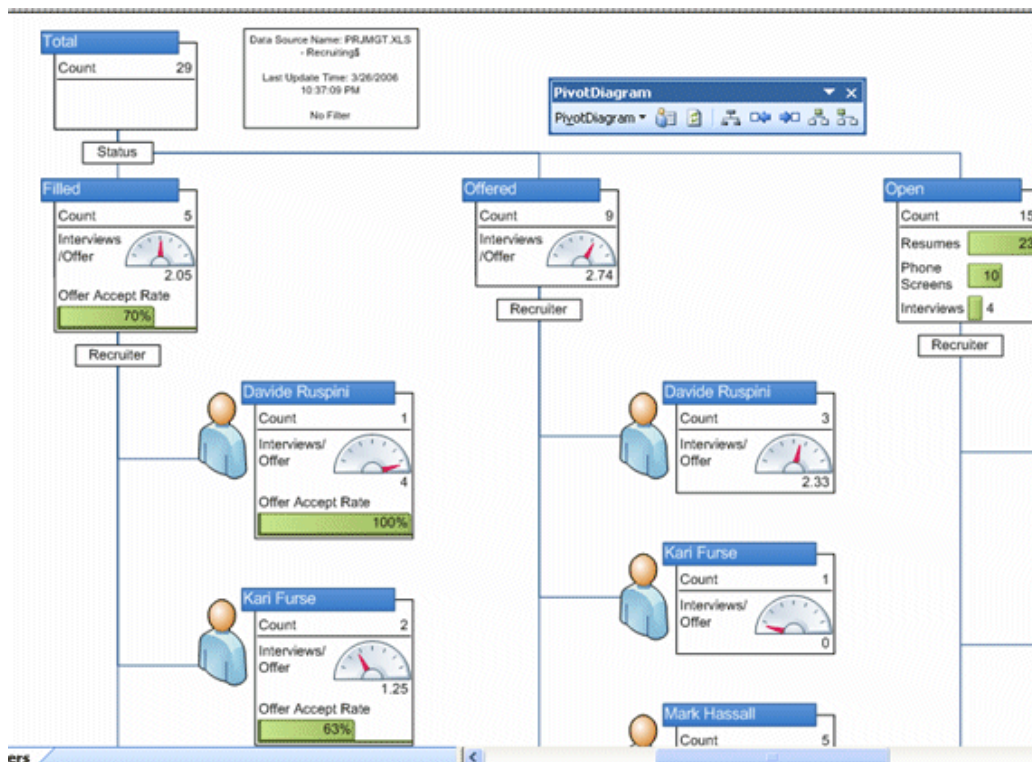 Total
Count 29
Data Source Name: PRJMGT.XLS
- Recruiting$
Last Update Time: 3/26/2006
10:37:09 PM
No Filter
PivotDiagram
PivotDiagram
Status
Filled
Count 5
Interviews
/Offer
2.05
Offer Accept Rate
70%
Recruiter
Offered
Count 9
Interviews
/Offer
2.74
Recruiter
Open
Count 15
Resumes 23
Phone
Screens 10
Interviews 4
Recruiter
Davide Ruspini
Count 1
Interviews/
Offer
4
Offer Accept Rate
100%
Kari Furse
Count 2
Interviews/
Offer
1.25
Offer Accept Rate
63%
Davide Ruspini
Count 3
Interviews/
Offer
2.33
Kari Furse
Count 1
Interviews/
Offer
0
Mark Hassall
Count 5
ers